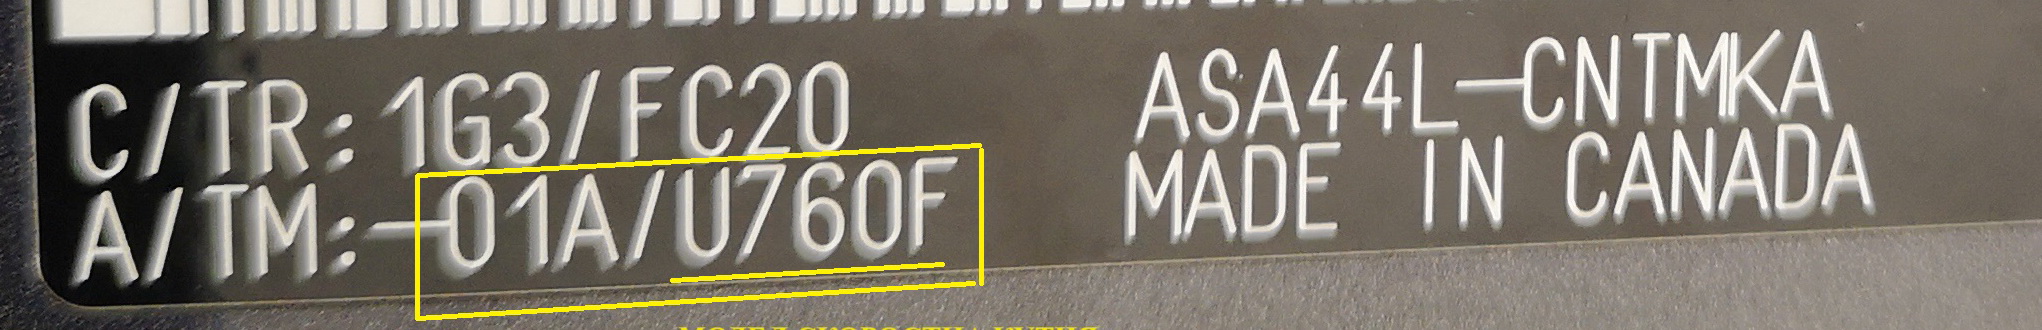 C/TR: 1G3/FC20 ASA44L-CNTMKA
A/TM:-01A/U760F MADE IN CANADA